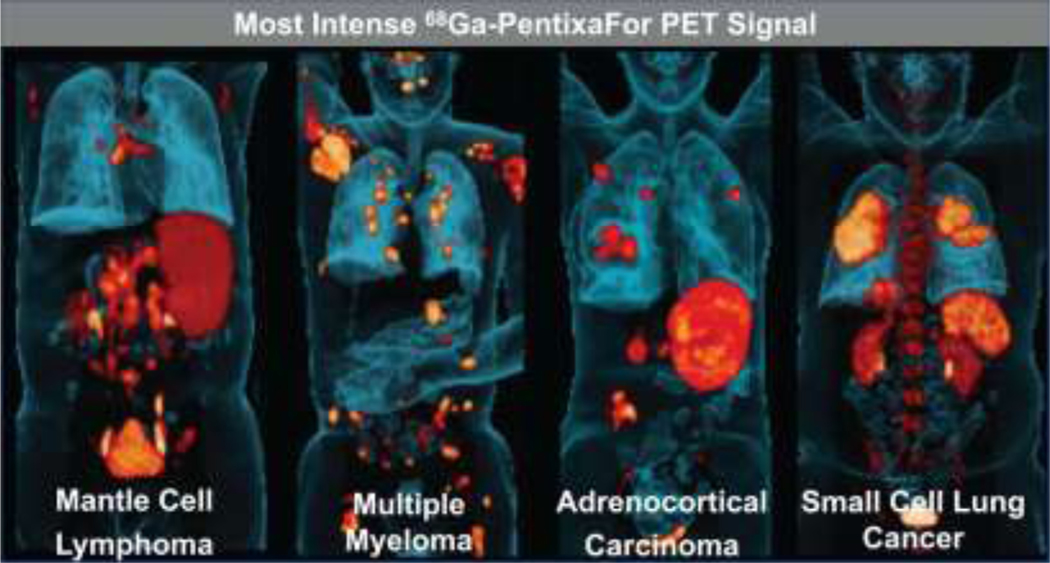 Most Intense ⁶⁸Ga-PentixaFor PET Signal
Mantle Cell
Lymphoma
Multiple
Myeloma
Adrenocortical
Carcinoma
Small Cell Lung
Cancer